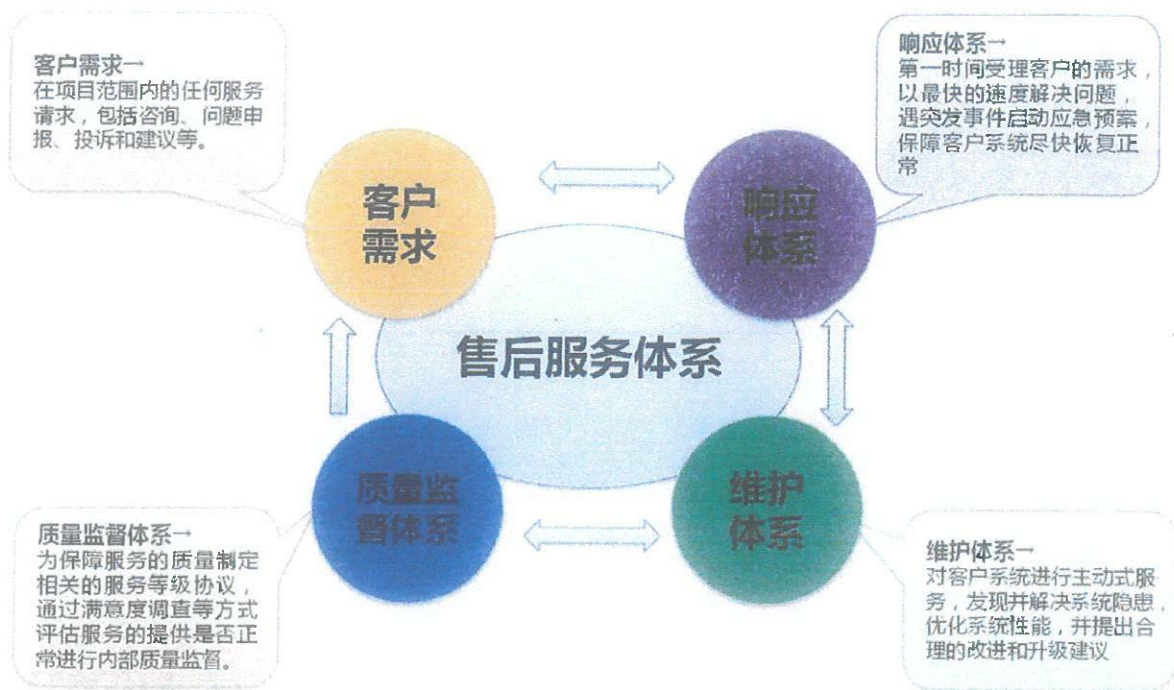 客户需求→
在项目范围内的任何服务
请求，包括咨询、问题申
报、投诉和建议等。
响应体系→
第一时间受理客户的需求，
以最快的速度解决问题，
遇突发事件启动应急预案，
保障客户系统尽快恢复正
常
客户
需求
响应
体系
售后服务体系
质量监
督体系
维护
体系
质量监督体系→
为保障服务的质量制定
相关的服务等级协议，
通过满意度调查等方式
评估服务的提供是否正
常进行内部质量监督。
维护体系→
对客户系统进行主动式服
务，发现并解决系统隐患，
优化系统性能，并提出合
理的改进和升级建议